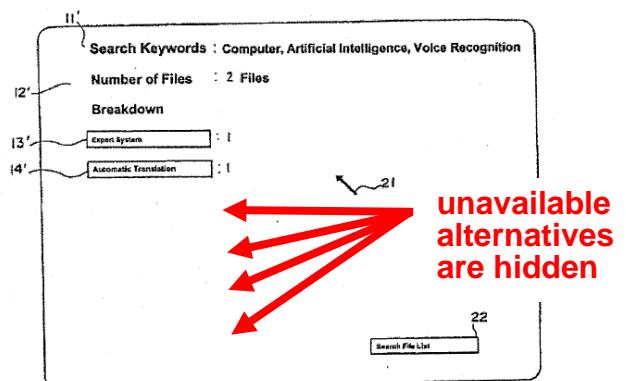 11'
Search Keywords : Computer, Artificial Intelligence, Voice Recognition
12'
Number of Files : 2 Files
Breakdown
13'
Expert System : 1
14'
Automatic Translation : 1
21
unavailable
alternatives
are hidden
22
Search File List